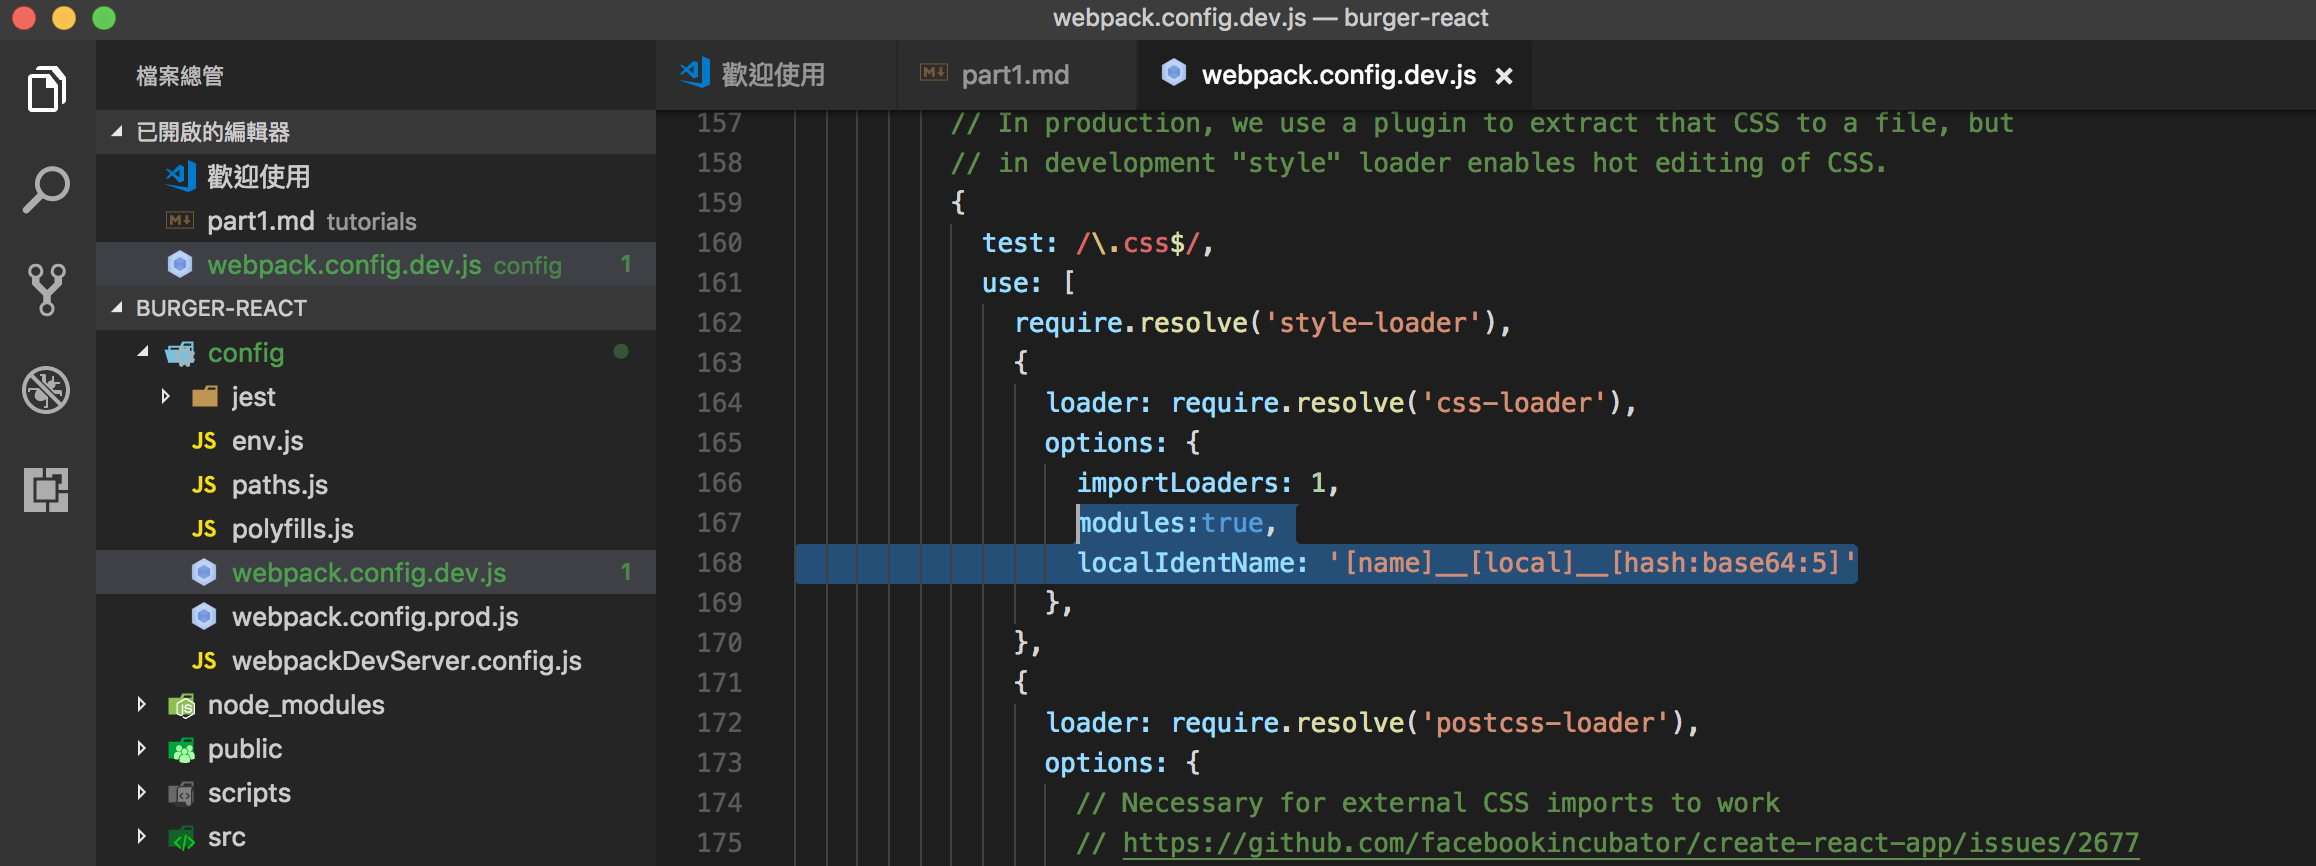 webpack.config.dev.js — burger-react
檔案總管
已開啟的編輯器
歡迎使用
part1.md tutorials
webpack.config.dev.js config 1
BURGER-REACT
config
jest
JS env.js
JS paths.js
JS polyfills.js
webpack.config.dev.js 1
webpack.config.prod.js
JS webpackDevServer.config.js
node_modules
public
scripts
src
歡迎使用 part1.md webpack.config.dev.js ×
157 // In production, we use a plugin to extract that CSS to a file, but
158 // in development "style" loader enables hot editing of CSS.
159 {
160 test: /\.css$/,
161 use: [
162 require.resolve('style-loader'),
163 {
164 loader: require.resolve('css-loader'),
165 options: {
166 importLoaders: 1,
167 modules:true,
168 localIdentName: '[name]__[local]__[hash:base64:5]'
169 },
170 },
171 {
172 loader: require.resolve('postcss-loader'),
173 options: {
174 // Necessary for external CSS imports to work
175 // https://github.com/facebookincubator/create-react-app/issues/2677